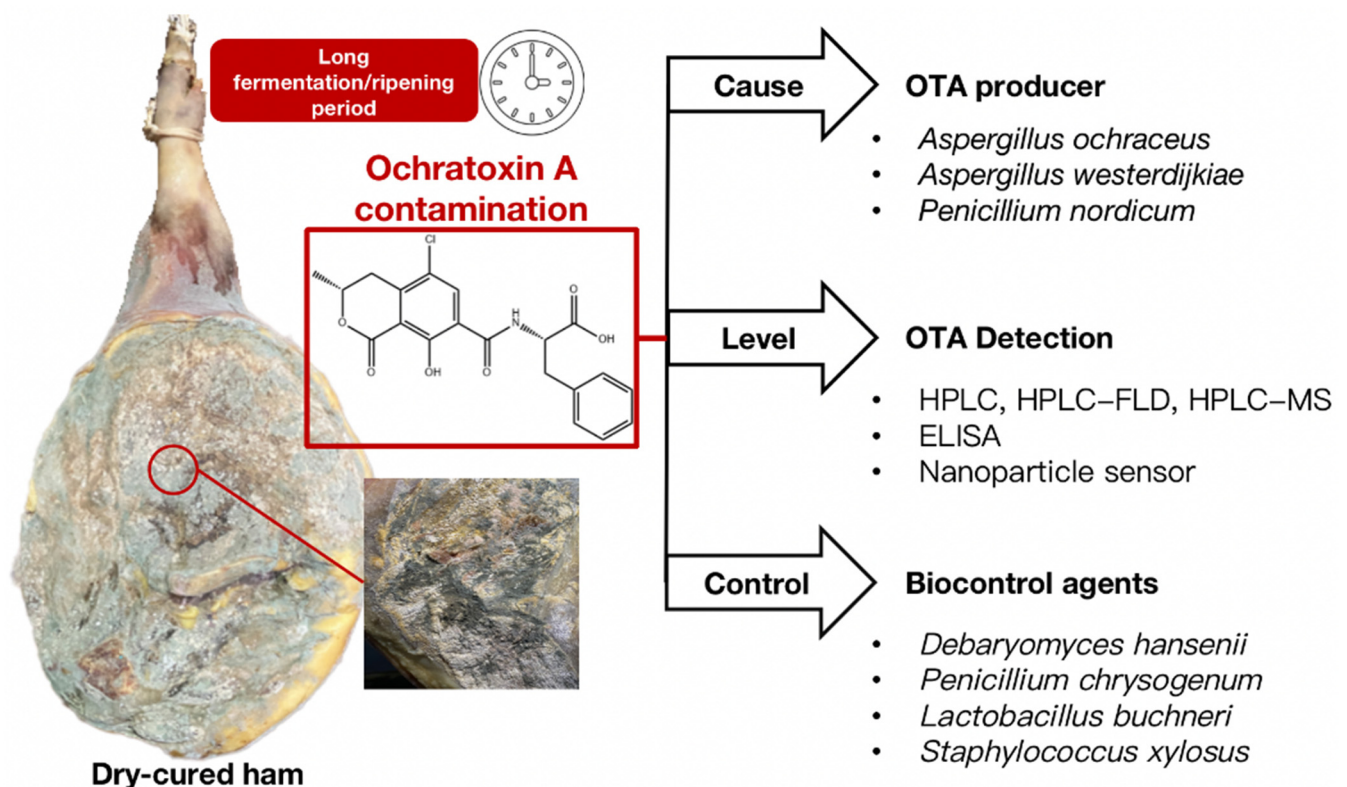 Long
fermentation/ripening
period
Ochratoxin A
contamination
Cl
O
O
OH
O
H
N
O
OH
Dry-cured ham
Cause
OTA producer
• Aspergillus ochraceus
• Aspergillus westerdijkiae
• Penicillium nordicum
Level
OTA Detection
• HPLC, HPLC–FLD, HPLC–MS
• ELISA
• Nanoparticle sensor
Control
Biocontrol agents
• Debaryomyces hansenii
• Penicillium chrysogenum
• Lactobacillus buchneri
• Staphylococcus xylosus